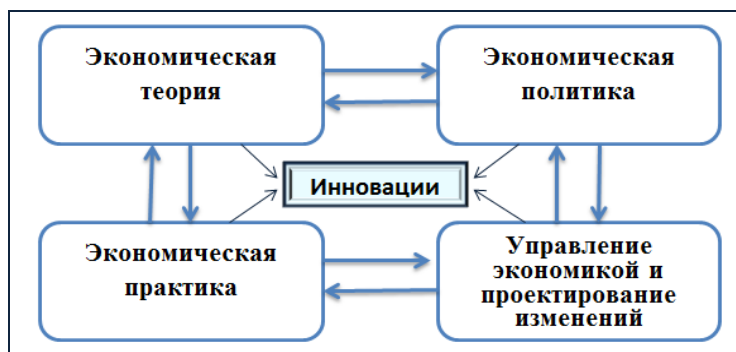 Экономическая
теория
Экономическая
политика
Инновации
Экономическая
практика
Управление
экономикой и
проектирование
изменений